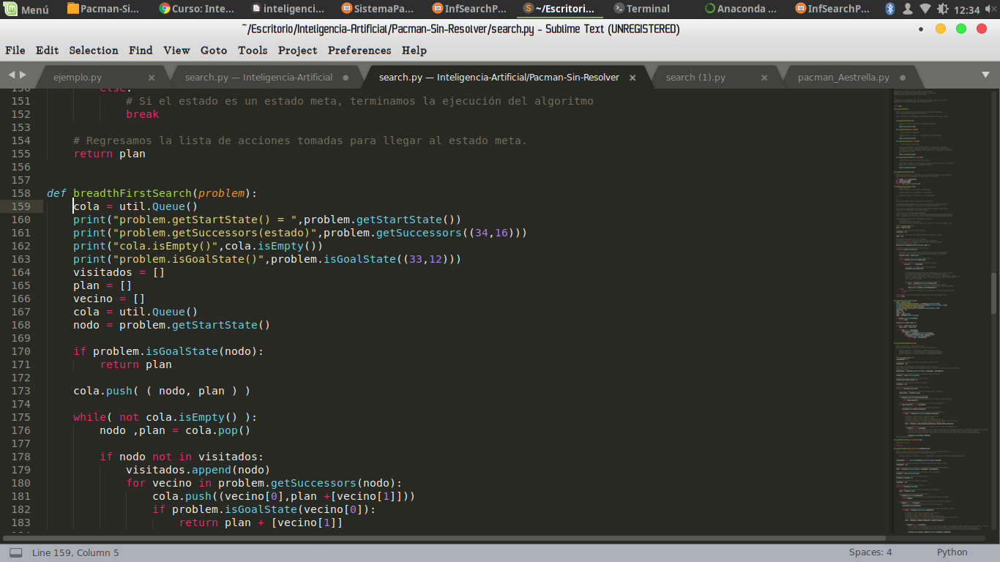 Menú Pacman-Si... Curso: Inte... inteligenci... SistemaPa... InfSearchP... ~/Escritori... Terminal Anaconda ... InfSearchP... 12:34
~/Escritorio/Inteligencia-Artificial/Pacman-Sin-Resolver/search.py - Sublime Text (UNREGISTERED)
File Edit Selection Find View Goto Tools Project Preferences Help
ejemplo.py search.py — Inteligencia-Artificial search.py — Inteligencia-Artificial/Pacman-Sin-Resolver search (1).py pacman_Aestrella.py
150 else:
151 # Si el estado es un estado meta, terminamos la ejecución del algoritmo
152 break
153
154 # Regresamos la lista de acciones tomadas para llegar al estado meta.
155 return plan
156
157
158 def breadthFirstSearch(problem):
159 cola = util.Queue()
160 print("problem.getStartState() = ",problem.getStartState())
161 print("problem.getSuccessors(estado)",problem.getSuccessors((34,16)))
162 print("cola.isEmpty()",cola.isEmpty())
163 print("problem.isGoalState()",problem.isGoalState((33,12)))
164 visitados = []
165 plan = []
166 vecino = []
167 cola = util.Queue()
168 nodo = problem.getStartState()
169
170 if problem.isGoalState(nodo):
171 return plan
172
173 cola.push( ( nodo, plan ) )
174
175 while( not cola.isEmpty() ):
176 nodo ,plan = cola.pop()
177
178 if nodo not in visitados:
179 visitados.append(nodo)
180 for vecino in problem.getSuccessors(nodo):
181 cola.push((vecino[0],plan +[vecino[1]]))
182 if problem.isGoalState(vecino[0]):
183 return plan + [vecino[1]]
Line 159, Column 5 Spaces: 4 Python